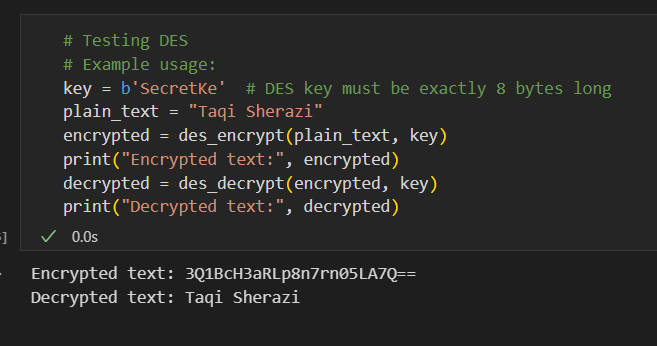 # Testing DES
# Example usage:
key = b'SecretKe'  # DES key must be exactly 8 bytes long
plain_text = "Taqi Sherazi"
encrypted = des_encrypt(plain_text, key)
print("Encrypted text:", encrypted)
decrypted = des_decrypt(encrypted, key)
print("Decrypted text:", decrypted)
] ✓ 0.0s
Encrypted text: 3Q1BcH3aRLp8n7rn05LA7Q==
Decrypted text: Taqi Sherazi